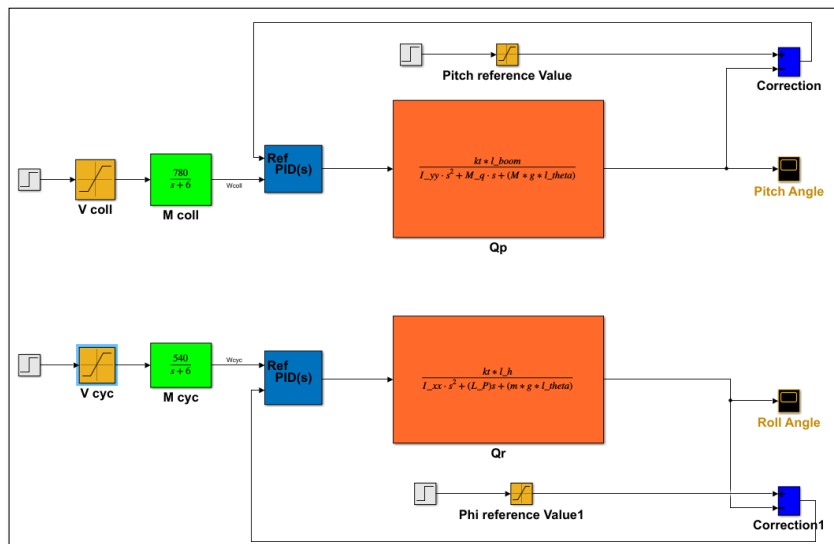 Pitch reference Value
Correction
Ref
PID(s)
kt * l_boom
I_yy · s² + M_q · s + (M * g * l_theta)
780
s + 6
Wcoll
V coll
M coll
Pitch Angle
Qp
540
s + 6
Wcyc
Ref
PID(s)
kt * l_h
I_xx · s² + (L_P)s + (m * g * l_theta)
V cyc
M cyc
Roll Angle
Qr
Phi reference Value1
Correction1